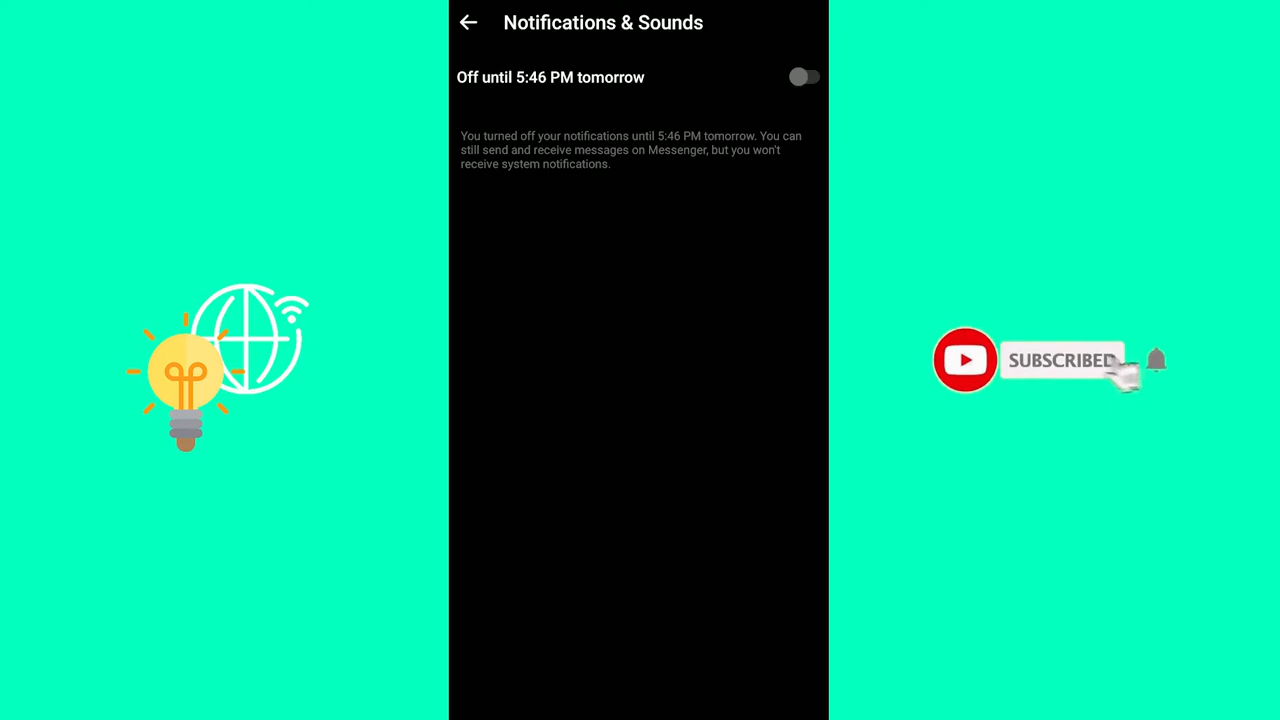 Notifications & Sounds
Off until 5:46 PM tomorrow
You turned off your notifications until 5:46 PM tomorrow. You can
still send and receive messages on Messenger, but you won't
receive system notifications.
SUBSCRIBED